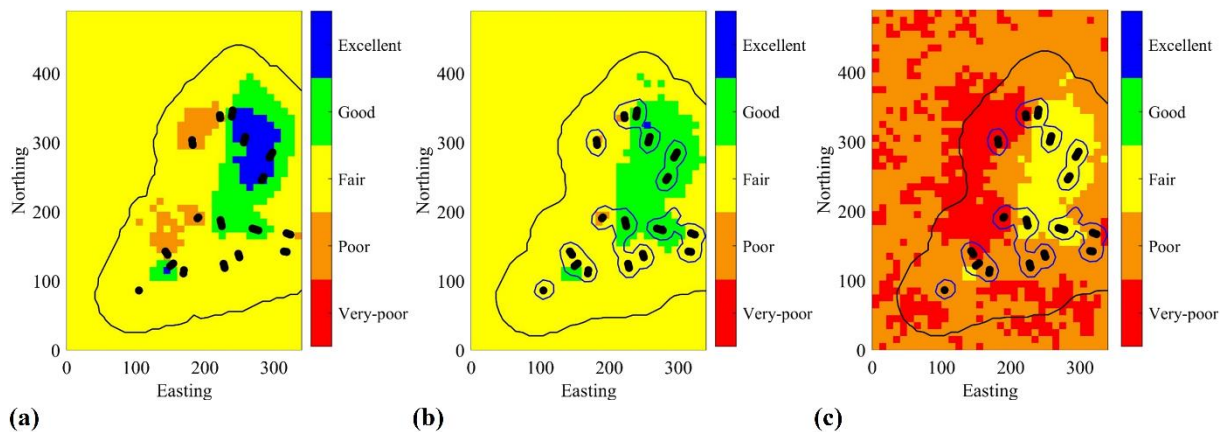 Northing
400
300
200
100
0
0 100 200 300
Easting
Excellent
Good
Fair
Poor
Very-poor
(a)
Northing
400
300
200
100
0
0 100 200 300
Easting
Excellent
Good
Fair
Poor
Very-poor
(b)
Northing
400
300
200
100
0
0 100 200 300
Easting
Excellent
Good
Fair
Poor
Very-poor
(c)